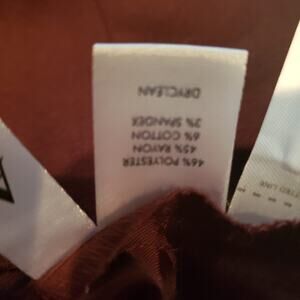 46% POLYESTER
45% RAYON
6% COTTON
3% SPANDEX
DRYCLEAN